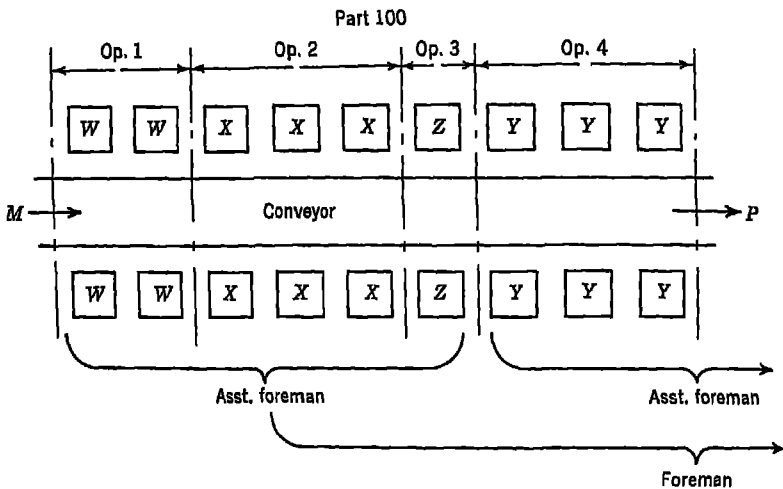 Part 100
Op. 1 Op. 2 Op. 3 Op. 4
W W X X X Z Y Y Y
M Conveyor P
W W X X X Z Y Y Y
Asst. foreman Asst. foreman
Foreman